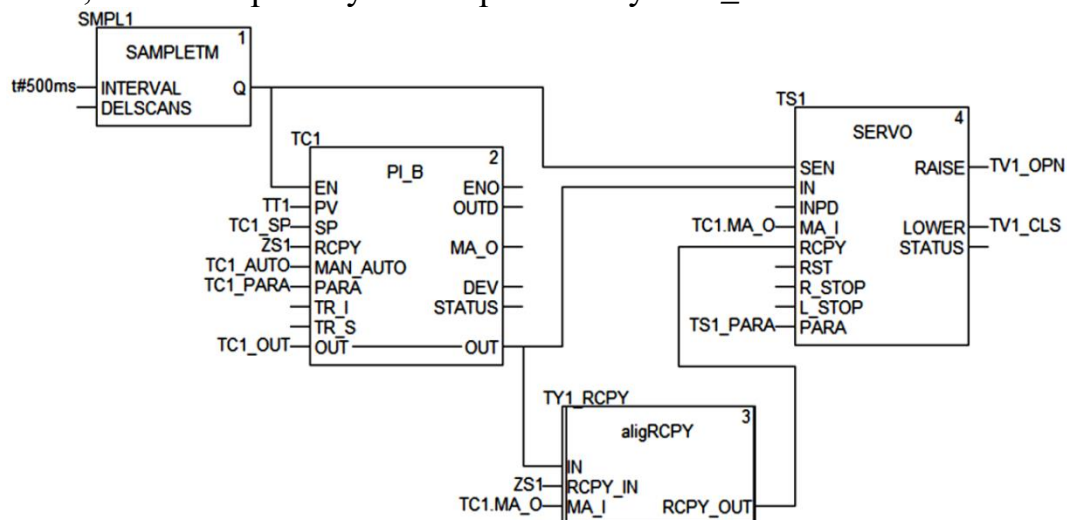 SMPL1
1
SAMPLETM
t#500ms INTERVAL Q
DELSCANS
TC1
2
PI_B
EN ENO
TT1 PV OUTD
TC1_SP SP
ZS1 RCPY MA_O
TC1_AUTO MAN_AUTO
TC1_PARA PARA DEV
TR_I STATUS
TR_S
TC1_OUT OUT OUT
TS1
4
SERVO
SEN RAISE TV1_OPN
IN
INPD
TC1.MA_O MA_I LOWER TV1_CLS
RCPY STATUS
RST
R_STOP
L_STOP
TS1_PARA PARA
TY1_RCPY
3
aligRCPY
IN
ZS1 RCPY_IN
TC1.MA_O MA_I RCPY_OUT